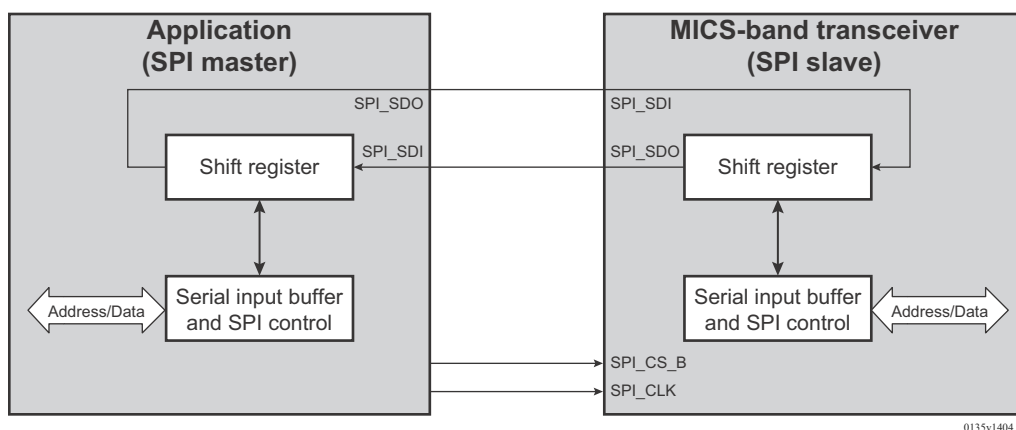 Application
(SPI master)
MICS-band transceiver
(SPI slave)
SPI_SDO
SPI_SDI
SPI_SDI
SPI_SDO
Shift register
Shift register
Serial input buffer
and SPI control
Serial input buffer
and SPI control
Address/Data
Address/Data
SPI_CS_B
SPI_CLK
0135v1404